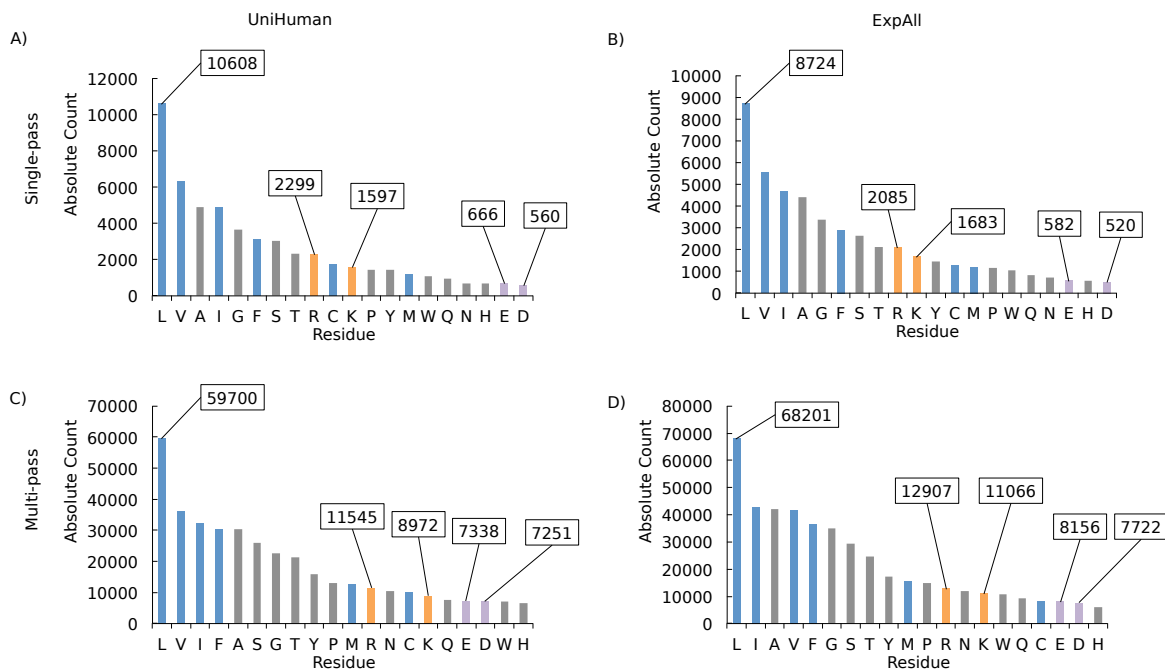 UniHuman
ExpAll
Single-pass
Multi-pass
A)
Absolute Count
12000
10000
8000
6000
4000
2000
0
10608
2299
1597
666
560
L V A I G F S T R C K P Y M W Q N H E D
Residue
B)
Absolute Count
10000
9000
8000
7000
6000
5000
4000
3000
2000
1000
0
8724
2085
1683
582
520
L V I A G F S T R K Y C M P W Q N E H D
Residue
C)
Absolute Count
70000
60000
50000
40000
30000
20000
10000
0
59700
11545
8972
7338
7251
L V I F A S G T Y P M R N C K Q E D W H
Residue
D)
Absolute Count
80000
70000
60000
50000
40000
30000
20000
10000
0
68201
12907
11066
8156
7722
L I A V F G S T Y M P R N K W Q C E D H
Residue